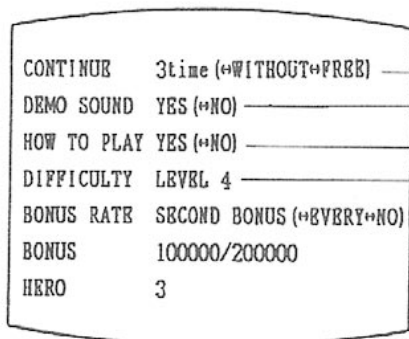 CONTINUE 3time (↔WITHOUT↔FREE)
DEMO SOUND YES (↔NO)
HOW TO PLAY YES (↔NO)
DIFFICULTY LEVEL 4
BONUS RATE SECOND BONUS (↔EVERY↔NO)
BONUS 100000/200000
HERO 3